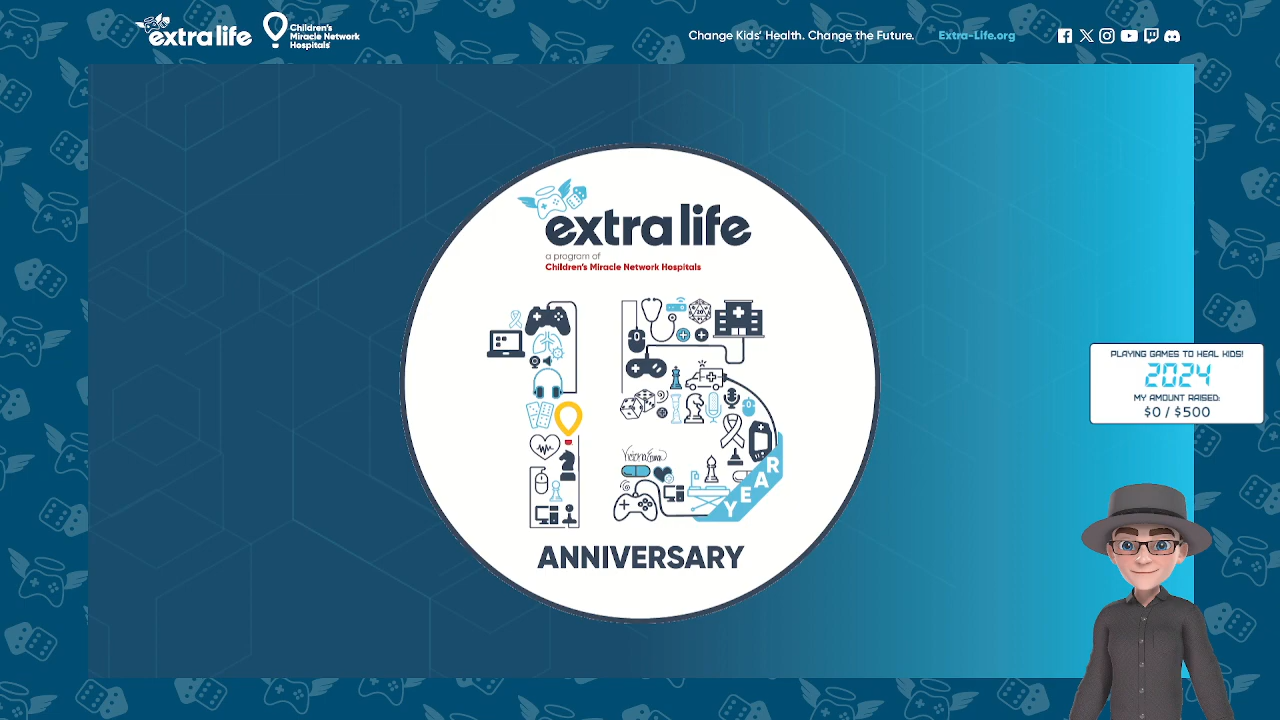 extra life
Children's
Miracle Network
Hospitals
Change Kids' Health. Change the Future.
Extra-Life.org
extra life
a program of
Children's Miracle Network Hospitals
20
YEAR
ANNIVERSARY
PLAYING GAMES TO HEAL KIDS!
2024
MY AMOUNT RAISED:
$0 / $500